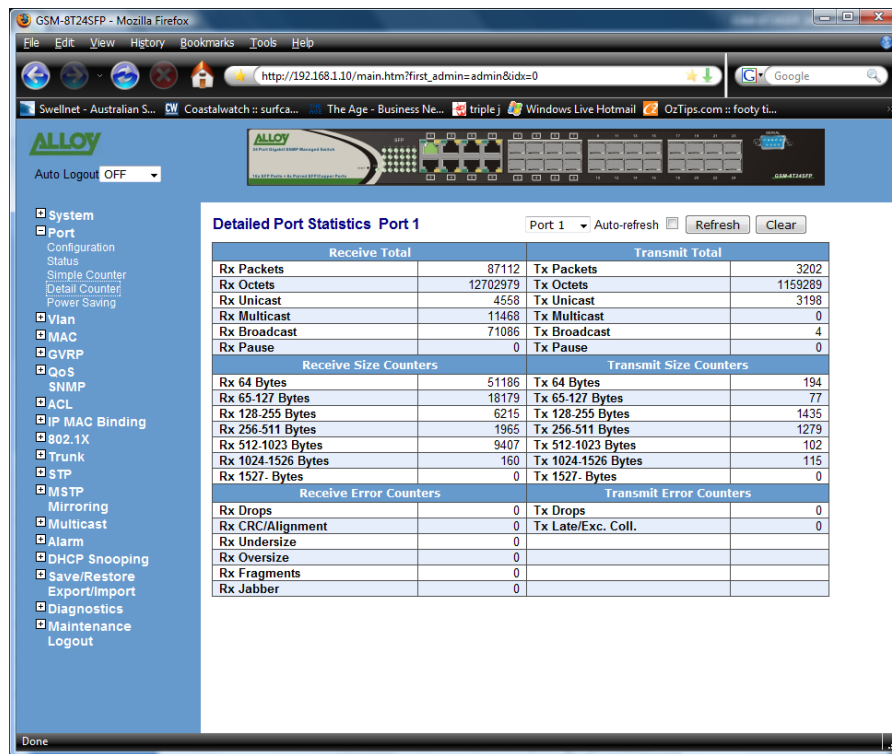 GSM-8T24SFP - Mozilla Firefox
File Edit View History Bookmarks Tools Help
http://192.168.1.10/main.htm?first_admin=admin&idx=0
G Google
Swellnet - Australian S... CW Coastalwatch :: surfca... The Age - Business Ne... triple j Windows Live Hotmail OzTips.com :: footy ti...
ALLOY
Auto Logout OFF
ALLOY
24 Port Gigabit SNMP Managed Switch
SFP
GSM-8T24SFP
System
Port
Configuration
Status
Simple Counter
Detail Counter
Power Saving
Vlan
MAC
GVRP
QoS
SNMP
ACL
IP MAC Binding
802.1X
Trunk
STP
MSTP
Mirroring
Multicast
Alarm
DHCP Snooping
Save/Restore
Export/Import
Diagnostics
Maintenance
Logout
Detailed Port Statistics Port 1
Port 1 Auto-refresh Refresh Clear
Receive Total Transmit Total
Rx Packets 87112 Tx Packets 3202
Rx Octets 12702979 Tx Octets 1159289
Rx Unicast 4558 Tx Unicast 3198
Rx Multicast 11468 Tx Multicast 0
Rx Broadcast 71086 Tx Broadcast 4
Rx Pause 0 Tx Pause 0
Receive Size Counters Transmit Size Counters
Rx 64 Bytes 51186 Tx 64 Bytes 194
Rx 65-127 Bytes 18179 Tx 65-127 Bytes 77
Rx 128-255 Bytes 6215 Tx 128-255 Bytes 1435
Rx 256-511 Bytes 1965 Tx 256-511 Bytes 1279
Rx 512-1023 Bytes 9407 Tx 512-1023 Bytes 102
Rx 1024-1526 Bytes 160 Tx 1024-1526 Bytes 115
Rx 1527- Bytes 0 Tx 1527- Bytes 0
Receive Error Counters Transmit Error Counters
Rx Drops 0 Tx Drops 0
Rx CRC/Alignment 0 Tx Late/Exc. Coll. 0
Rx Undersize 0
Rx Oversize 0
Rx Fragments 0
Rx Jabber 0
Done